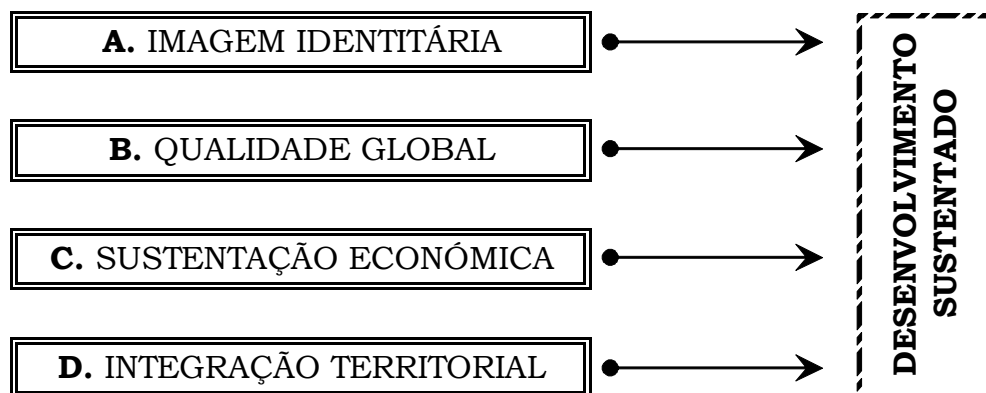 A. IMAGEM IDENTITÁRIA
B. QUALIDADE GLOBAL
C. SUSTENTAÇÃO ECONÓMICA
D. INTEGRAÇÃO TERRITORIAL
DESENVOLVIMENTO
SUSTENTADO